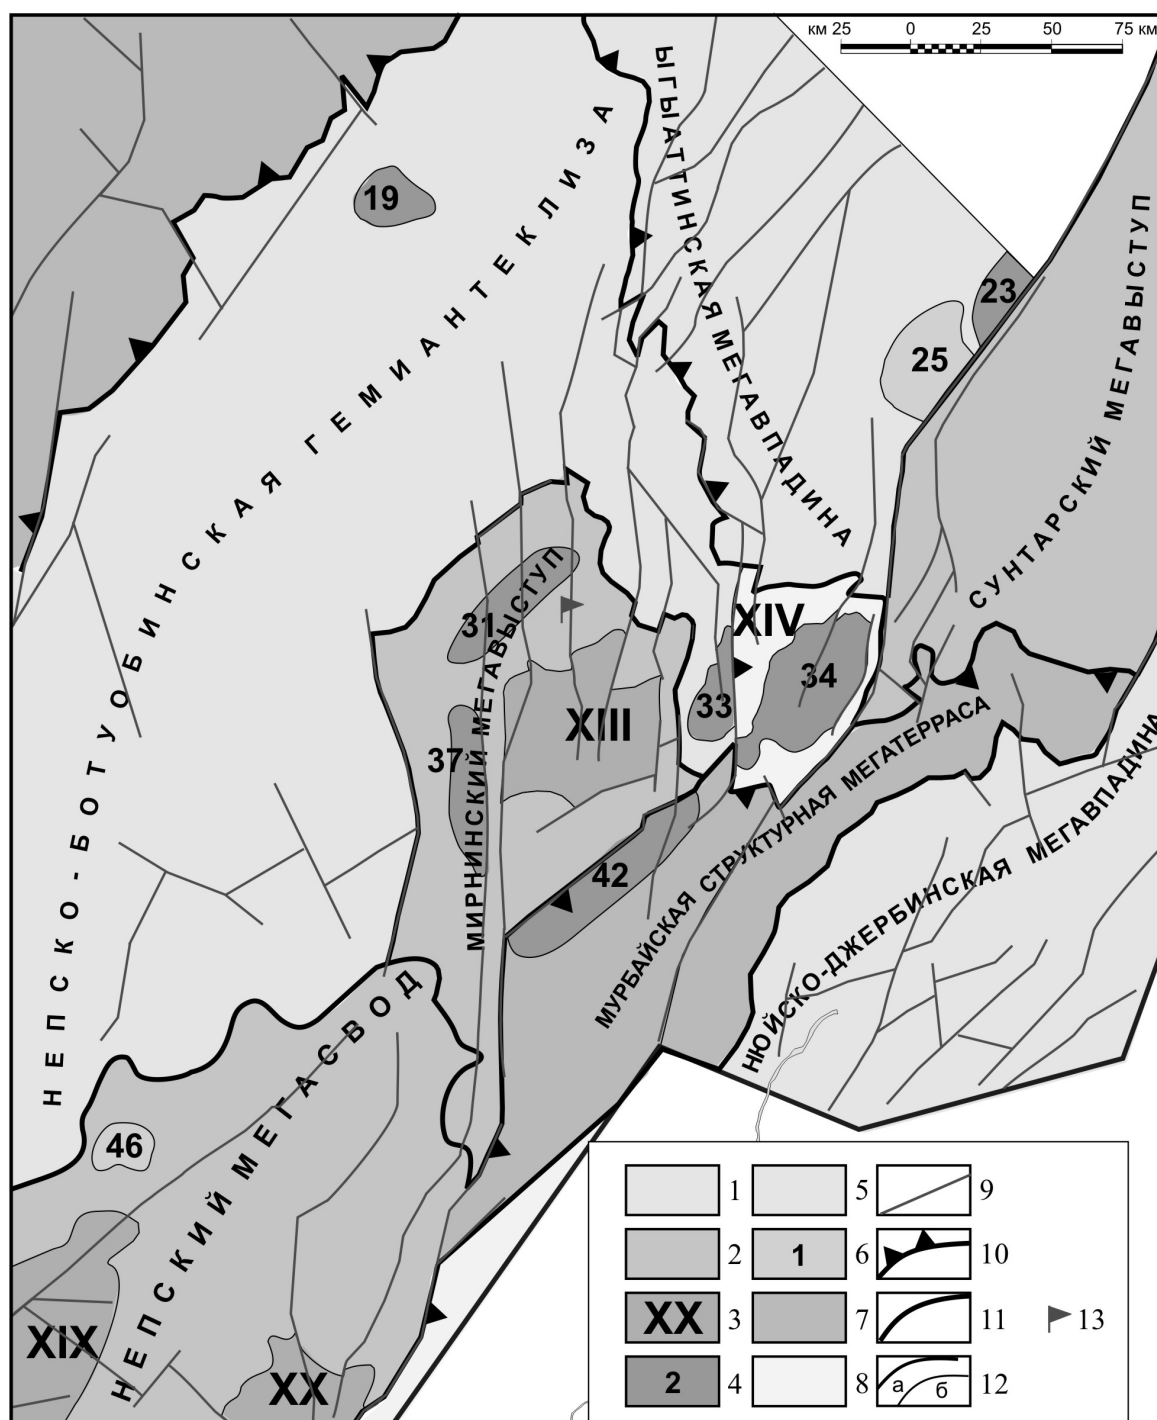 км 25 0 25 50 75 км
ЫГЫАТТИНСКАЯ МЕГАВПАДИНА
НЕПСКО-БОТУОБИНСКАЯ ГЕМИАНТЕКЛИЗА
СУНТАРСКИЙ МЕГАВЫСТУП
19
23
25
МИРНИНСКИЙ МЕГАВЫСТУП
31
XIV
34
33
XIII
37
42
МУРБАЙСКАЯ СТРУКТУРНАЯ МЕГАТЕРРАСА
НЮЙСКО-ДЖЕРБИНСКАЯ МЕГАВПАДИНА
НЕПСКИЙ МЕГАСВОД
46
XIX
XX
1 5 9
2 1 6 10
XX 3 7 11 13
2 4 8 а б 12